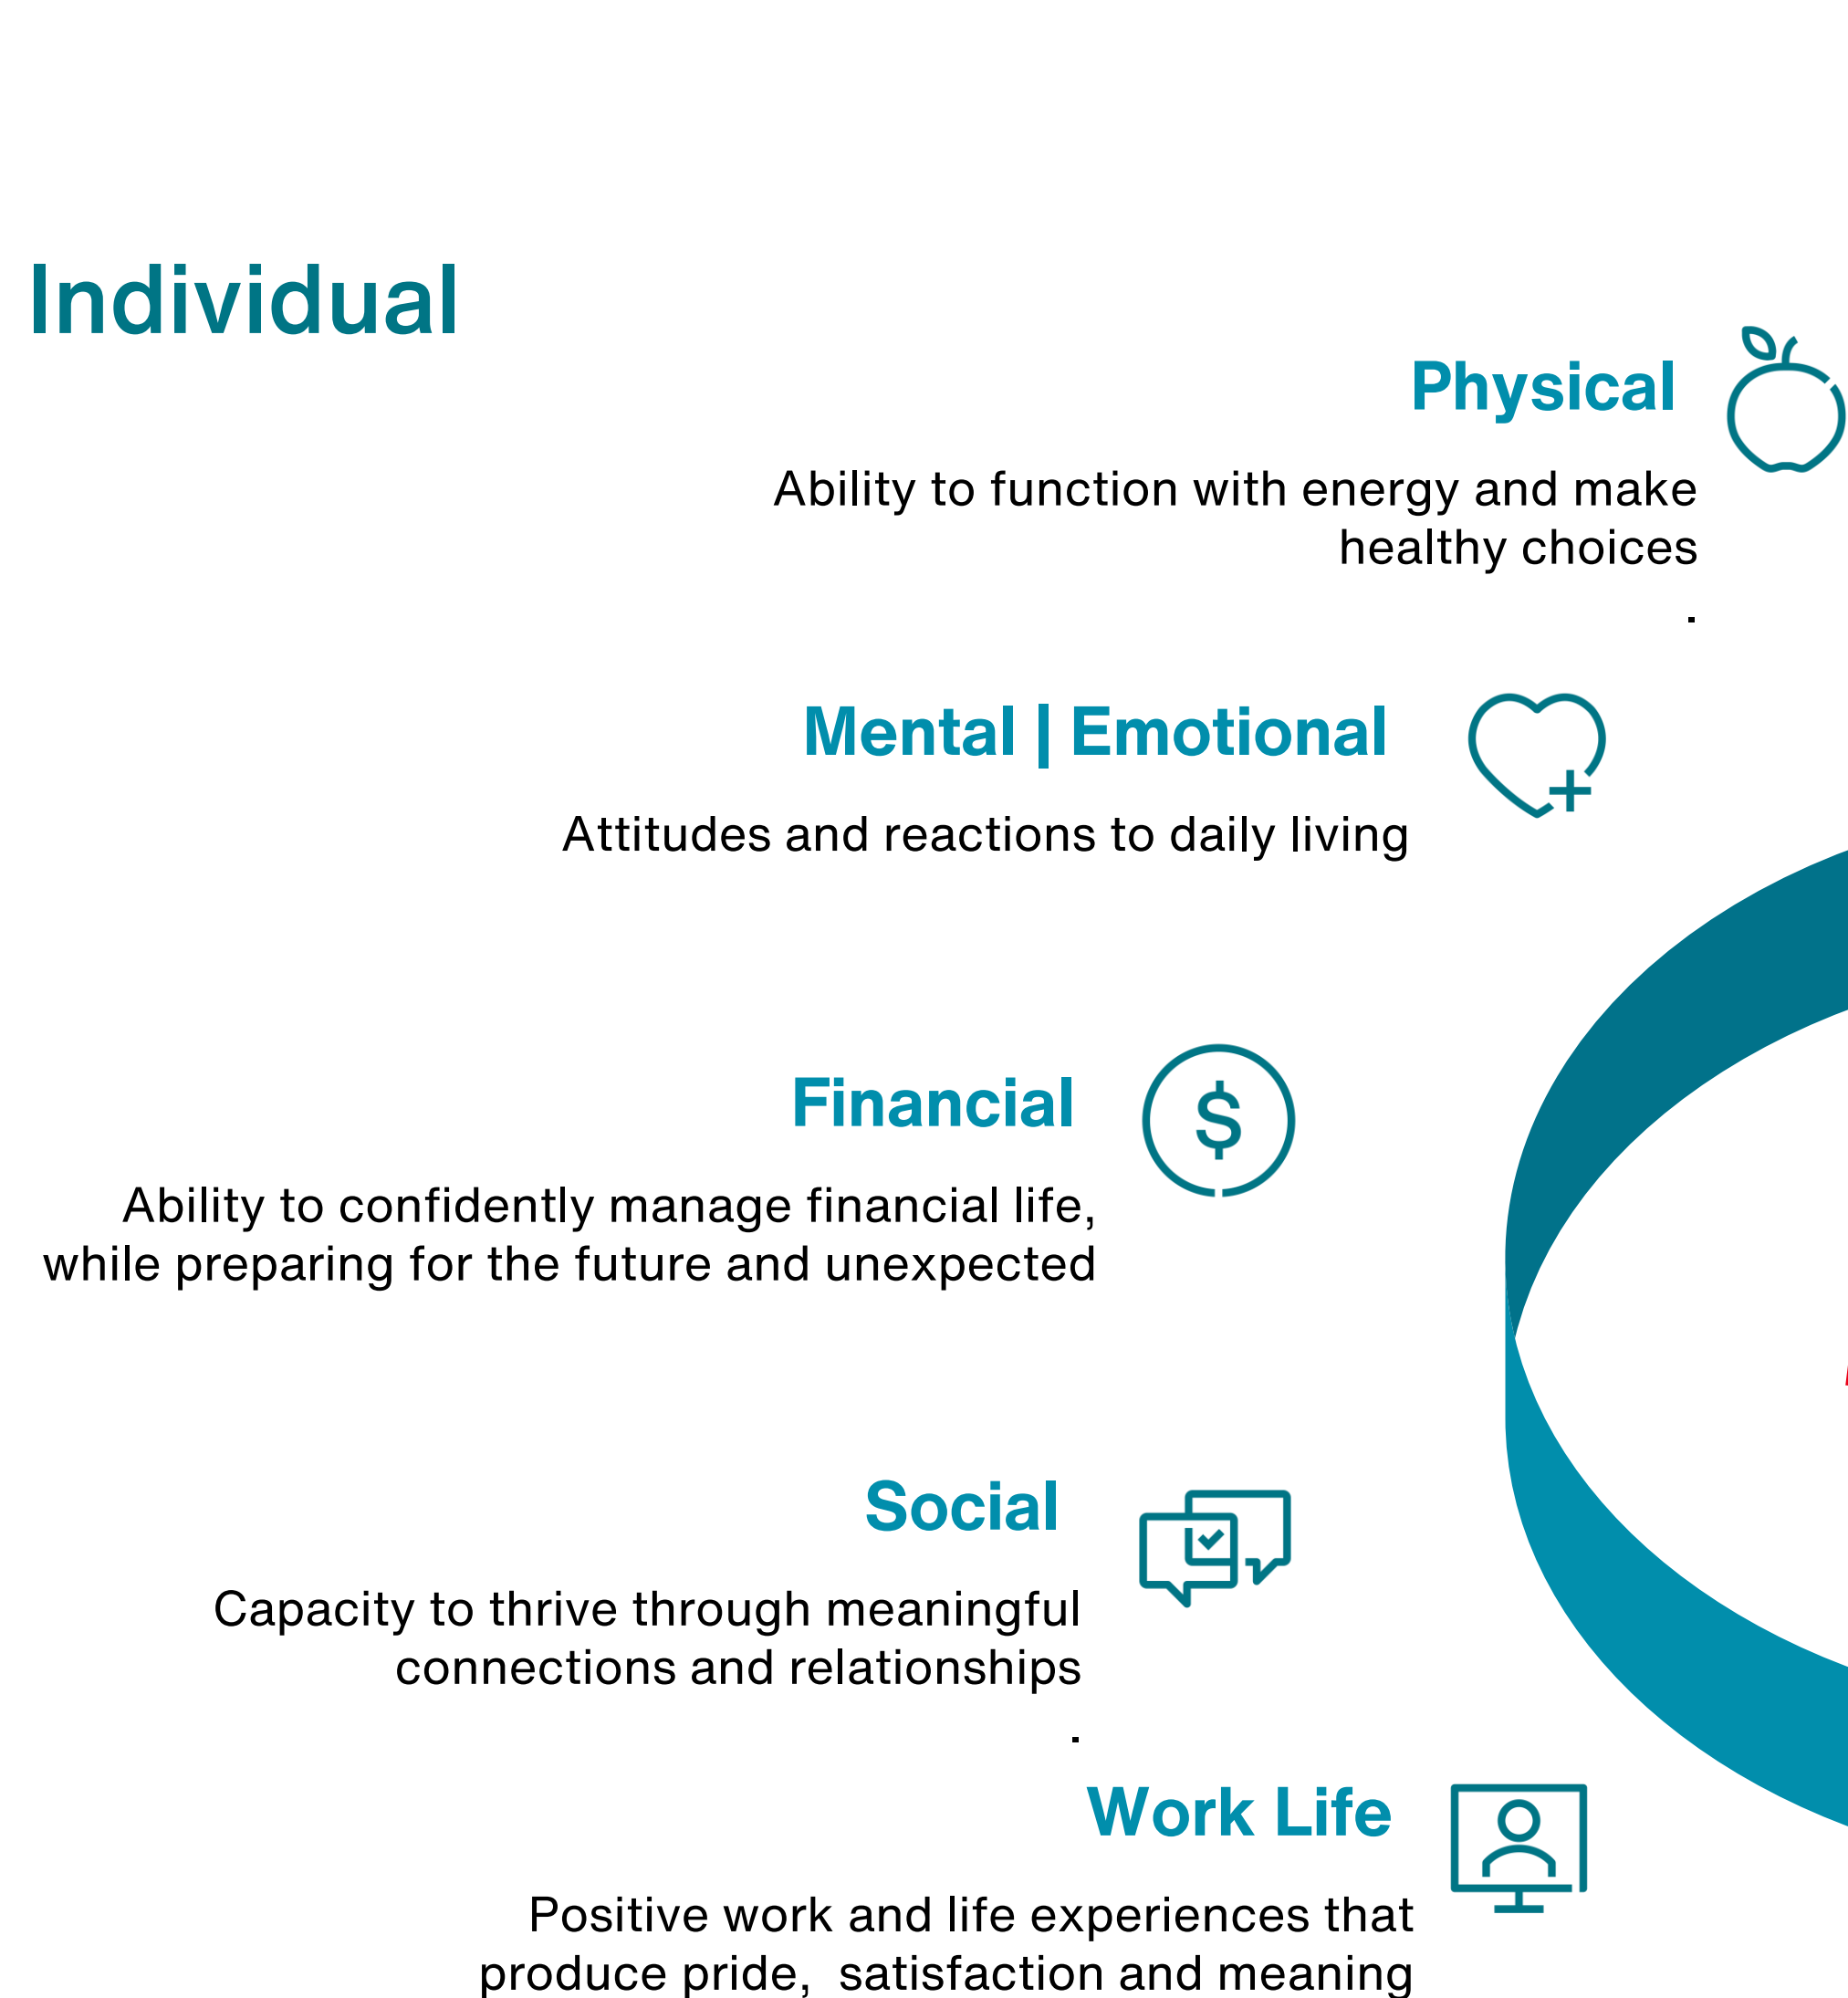 Individual
Physical
Ability to function with energy and make
healthy choices
.
Mental | Emotional
Attitudes and reactions to daily living
Financial
$
Ability to confidently manage financial life,
while preparing for the future and unexpected
Social
Capacity to thrive through meaningful
connections and relationships
.
Work Life
Positive work and life experiences that
produce pride,  satisfaction and meaning